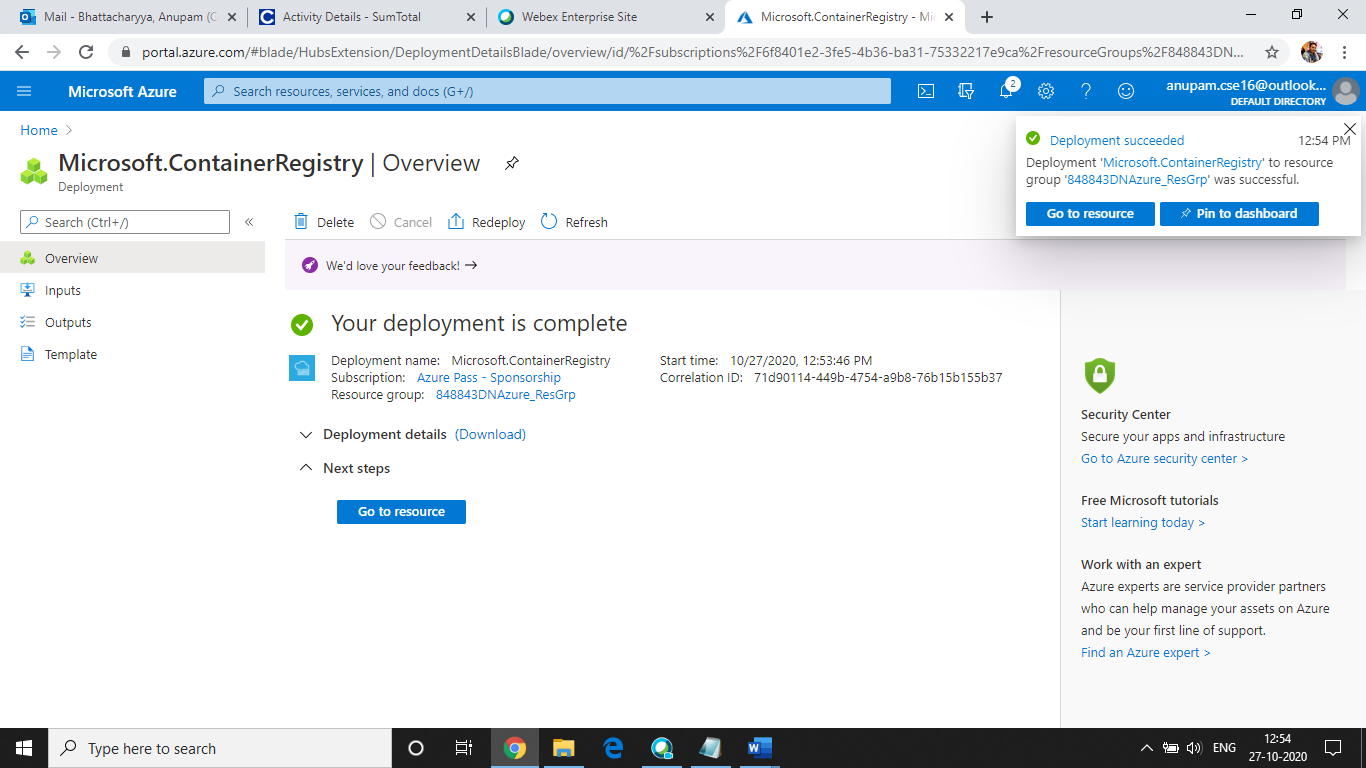 Mail - Bhattacharyya, Anupam (C
Activity Details - SumTotal
Webex Enterprise Site
Microsoft.ContainerRegistry - Mi
portal.azure.com/#blade/HubsExtension/DeploymentDetailsBlade/overview/id/%2Fsubscriptions%2F6f8401e2-3fe5-4b36-ba31-75332217e9ca%2FresourceGroups%2F848843DN...
Microsoft Azure
Search resources, services, and docs (G+/)
2
anupam.cse16@outlook...
DEFAULT DIRECTORY
Home
Microsoft.ContainerRegistry | Overview
Deployment
Deployment succeeded 12:54 PM
Deployment 'Microsoft.ContainerRegistry' to resource
group '848843DNAzure_ResGrp' was successful.
Go to resource
Pin to dashboard
Search (Ctrl+/)
Delete
Cancel
Redeploy
Refresh
Overview
Inputs
Outputs
Template
We'd love your feedback!
Your deployment is complete
Deployment name: Microsoft.ContainerRegistry
Subscription: Azure Pass - Sponsorship
Resource group: 848843DNAzure_ResGrp
Start time: 10/27/2020, 12:53:46 PM
Correlation ID: 71d90114-449b-4754-a9b8-76b15b155b37
Deployment details (Download)
Next steps
Go to resource
Security Center
Secure your apps and infrastructure
Go to Azure security center >
Free Microsoft tutorials
Start learning today >
Work with an expert
Azure experts are service provider partners
who can help manage your assets on Azure
and be your first line of support.
Find an Azure expert >
Type here to search
ENG
12:54
27-10-2020